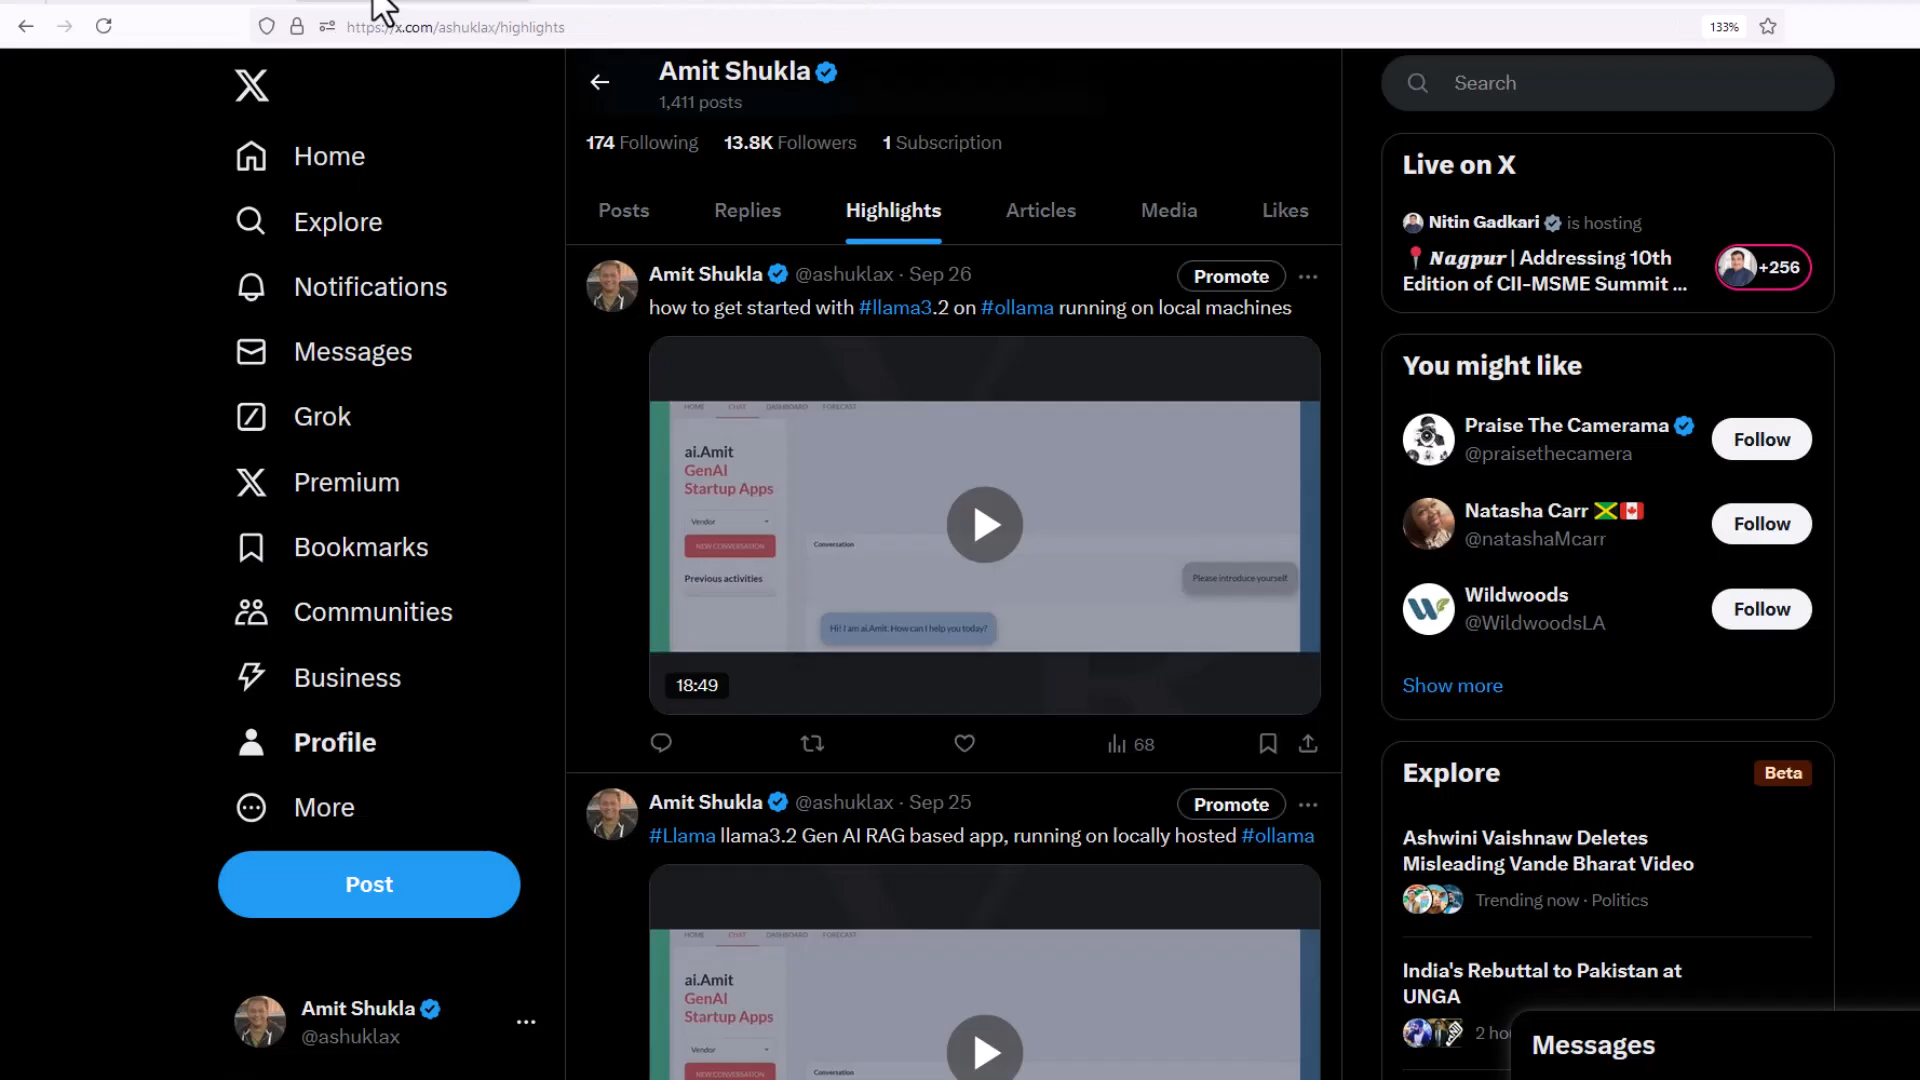 https://x.com/ashuklax/highlights
133%
Home
Explore
Notifications
Messages
Grok
Premium
Bookmarks
Communities
Business
Profile
More
Post
Amit Shukla
@ashuklax
Amit Shukla
1,411 posts
174 Following 13.8K Followers 1 Subscription
Posts Replies Highlights Articles Media Likes
Amit Shukla @ashuklax · Sep 26
Promote
how to get started with #llama3.2 on #ollama running on local machines
HOME CHAT DASHBOARD FORECAST
ai.Amit
GenAI
Startup Apps
Vendor
NEW CONVERSATION
Previous activities
Conversation
Please introduce yourself
Hi! I am ai.Amit. How can I help you today?
18:49
68
Amit Shukla @ashuklax · Sep 25
Promote
#Llama llama3.2 Gen AI RAG based app, running on locally hosted #ollama
HOME CHAT DASHBOARD FORECAST
ai.Amit
GenAI
Startup Apps
Vendor
NEW CONVERSATION
Conversation
Search
Live on X
Nitin Gadkari is hosting
📍 Nagpur | Addressing 10th
Edition of CII-MSME Summit ...
+256
You might like
Praise The Camerama
@praisethecamera
Follow
Natasha Carr 🇯🇲🇨🇦
@natashaMcarr
Follow
Wildwoods
@WildwoodsLA
Follow
Show more
Explore
Beta
Ashwini Vaishnaw Deletes
Misleading Vande Bharat Video
Trending now · Politics
India's Rebuttal to Pakistan at
UNGA
2 ho
Messages